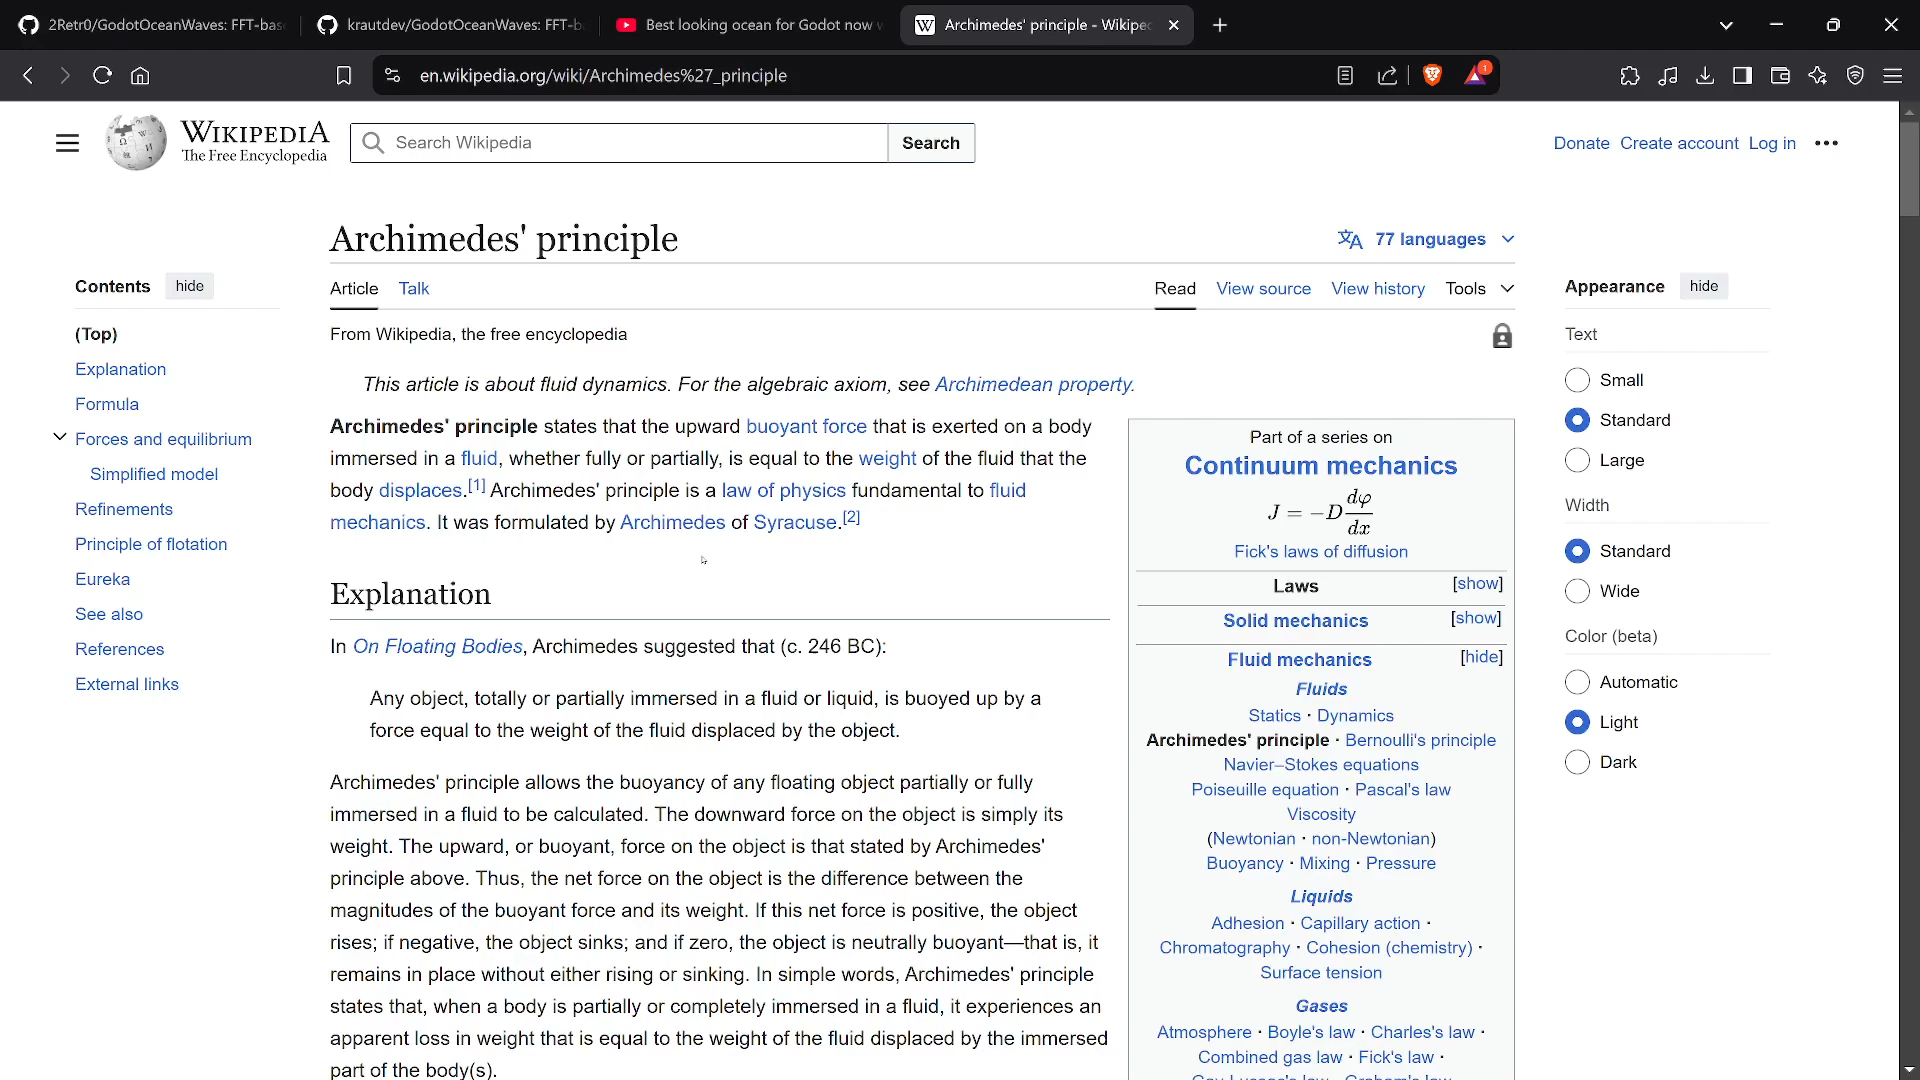 2Retr0/GodotOceanWaves: FFT-bas
krautdev/GodotOceanWaves: FFT-b
Best looking ocean for Godot now w
Archimedes' principle - Wikipe
en.wikipedia.org/wiki/Archimedes%27_principle
1
WIKIPEDIA
The Free Encyclopedia
Search Wikipedia
Search
Donate Create account Log in
Archimedes' principle
77 languages
Contents hide
(Top)
Explanation
Formula
Forces and equilibrium
Simplified model
Refinements
Principle of flotation
Eureka
See also
References
External links
Article Talk
Read View source View history Tools
From Wikipedia, the free encyclopedia
This article is about fluid dynamics. For the algebraic axiom, see Archimedean property.
Archimedes' principle states that the upward buoyant force that is exerted on a body
immersed in a fluid, whether fully or partially, is equal to the weight of the fluid that the
body displaces.[1] Archimedes' principle is a law of physics fundamental to fluid
mechanics. It was formulated by Archimedes of Syracuse.[2]
Explanation
In On Floating Bodies, Archimedes suggested that (c. 246 BC):
Any object, totally or partially immersed in a fluid or liquid, is buoyed up by a
force equal to the weight of the fluid displaced by the object.
Archimedes' principle allows the buoyancy of any floating object partially or fully
immersed in a fluid to be calculated. The downward force on the object is simply its
weight. The upward, or buoyant, force on the object is that stated by Archimedes'
principle above. Thus, the net force on the object is the difference between the
magnitudes of the buoyant force and its weight. If this net force is positive, the object
rises; if negative, the object sinks; and if zero, the object is neutrally buoyant—that is, it
remains in place without either rising or sinking. In simple words, Archimedes' principle
states that, when a body is partially or completely immersed in a fluid, it experiences an
apparent loss in weight that is equal to the weight of the fluid displaced by the immersed
part of the body(s).
Part of a series on
Continuum mechanics
J = −D dφ/dx
Fick's laws of diffusion
Laws [show]
Solid mechanics [show]
Fluid mechanics [hide]
Fluids
Statics · Dynamics
Archimedes' principle · Bernoulli's principle
Navier–Stokes equations
Poiseuille equation · Pascal's law
Viscosity
(Newtonian · non-Newtonian)
Buoyancy · Mixing · Pressure
Liquids
Adhesion · Capillary action ·
Chromatography · Cohesion (chemistry) ·
Surface tension
Gases
Atmosphere · Boyle's law · Charles's law ·
Combined gas law · Fick's law ·
Gay-Lussac's law · Graham's law
Appearance hide
Text
Small
Standard
Large
Width
Standard
Wide
Color (beta)
Automatic
Light
Dark